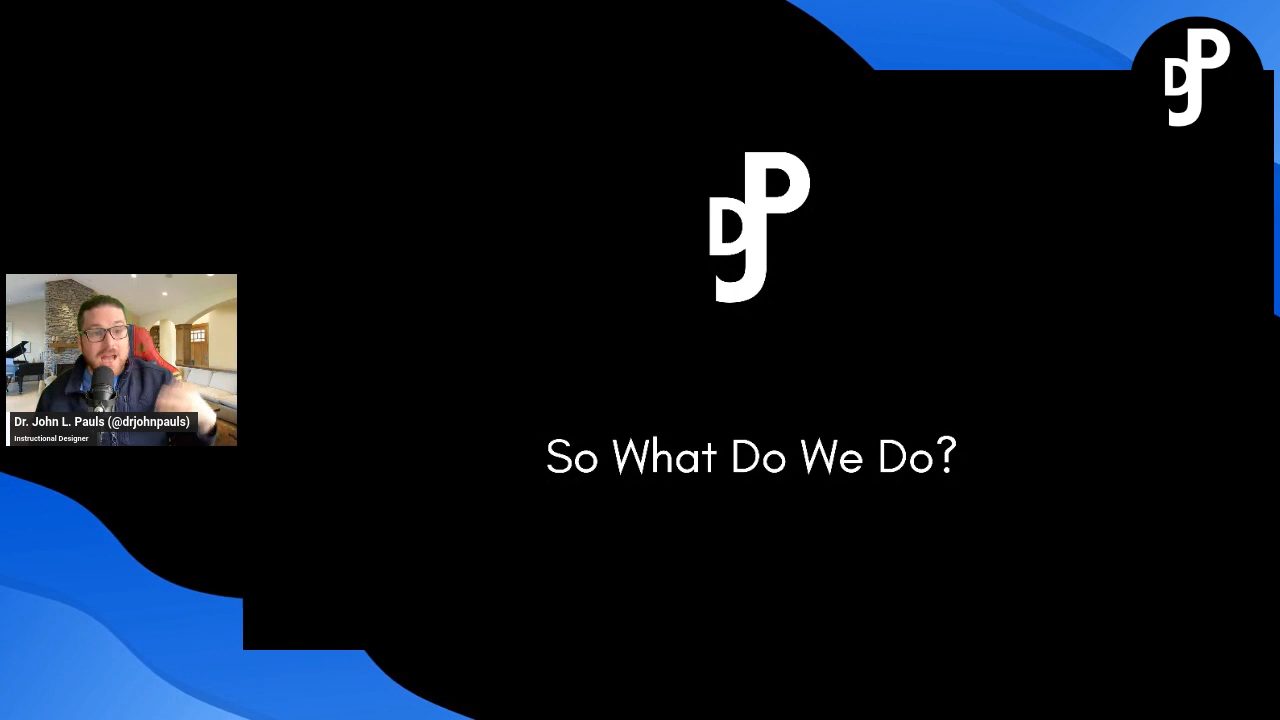 DJP
DJP
Dr. John L. Pauls (@drjohnpauls)
Instructional Designer
So What Do We Do?